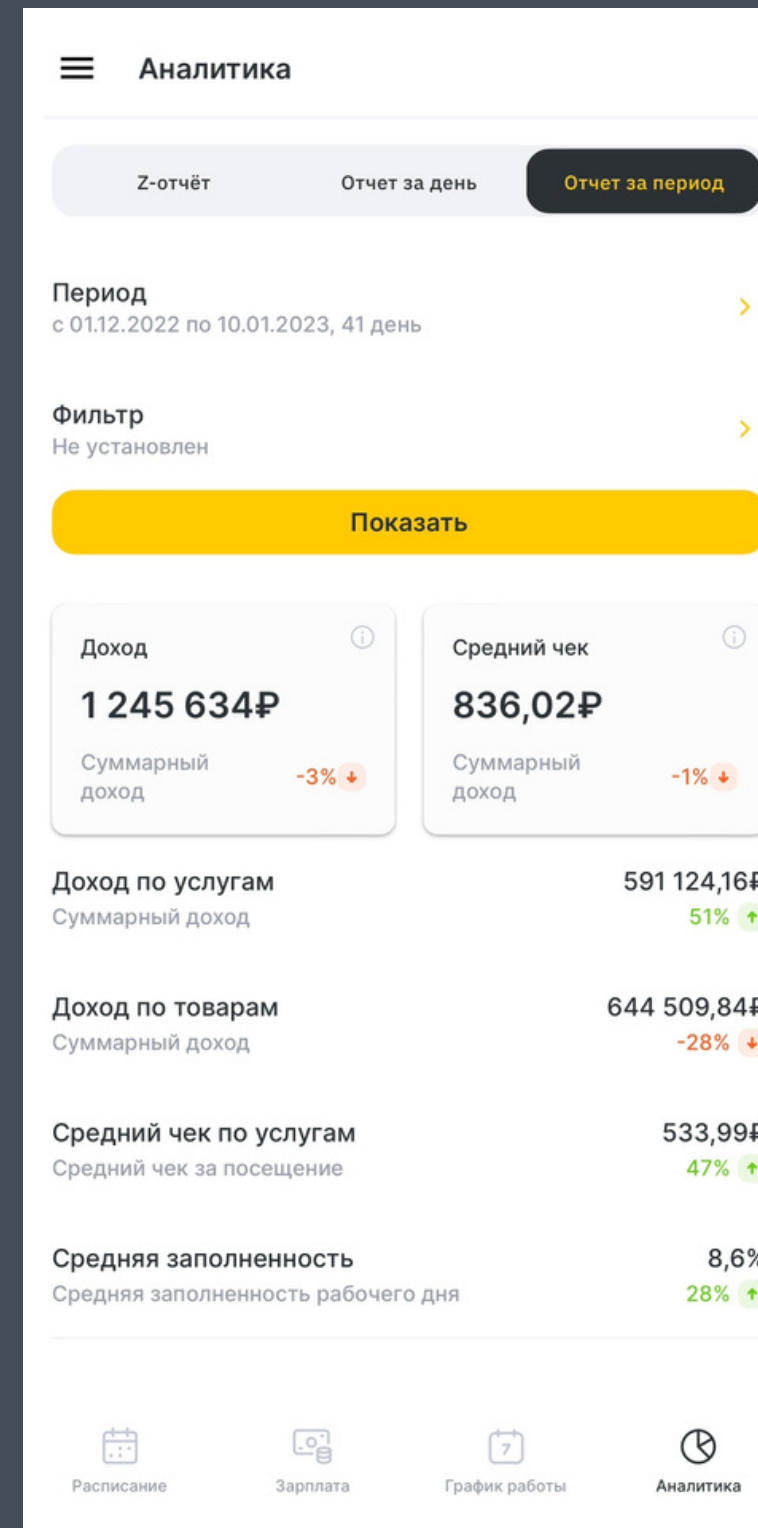 Аналитика
Z-отчёт
Отчет за день
Отчет за период
Период
с 01.12.2022 по 10.01.2023, 41 день
Фильтр
Не установлен
Показать
Доход
1 245 634₽
Суммарный
доход
-3%
Средний чек
836,02₽
Суммарный
доход
-1%
Доход по услугам
591 124,16₽
Суммарный доход
51%
Доход по товарам
644 509,84₽
Суммарный доход
-28%
Средний чек по услугам
533,99₽
Средний чек за посещение
47%
Средняя заполненность
8,6%
Средняя заполненность рабочего дня
28%
7
Расписание
Зарплата
График работы
Аналитика